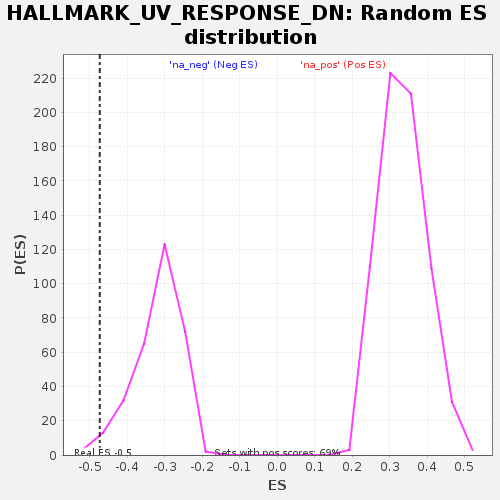 HALLMARK_UV_RESPONSE_DN: Random ES
distribution
'na_neg' (Neg ES) 'na_pos' (Pos ES)
P(ES)
220
200
180
160
140
120
100
80
60
40
20
0
Real ES -0.5 Sets with pos scores: 69%
-0.5 -0.4 -0.3 -0.2 -0.1 0.0 0.1 0.2 0.3 0.4 0.5
ES